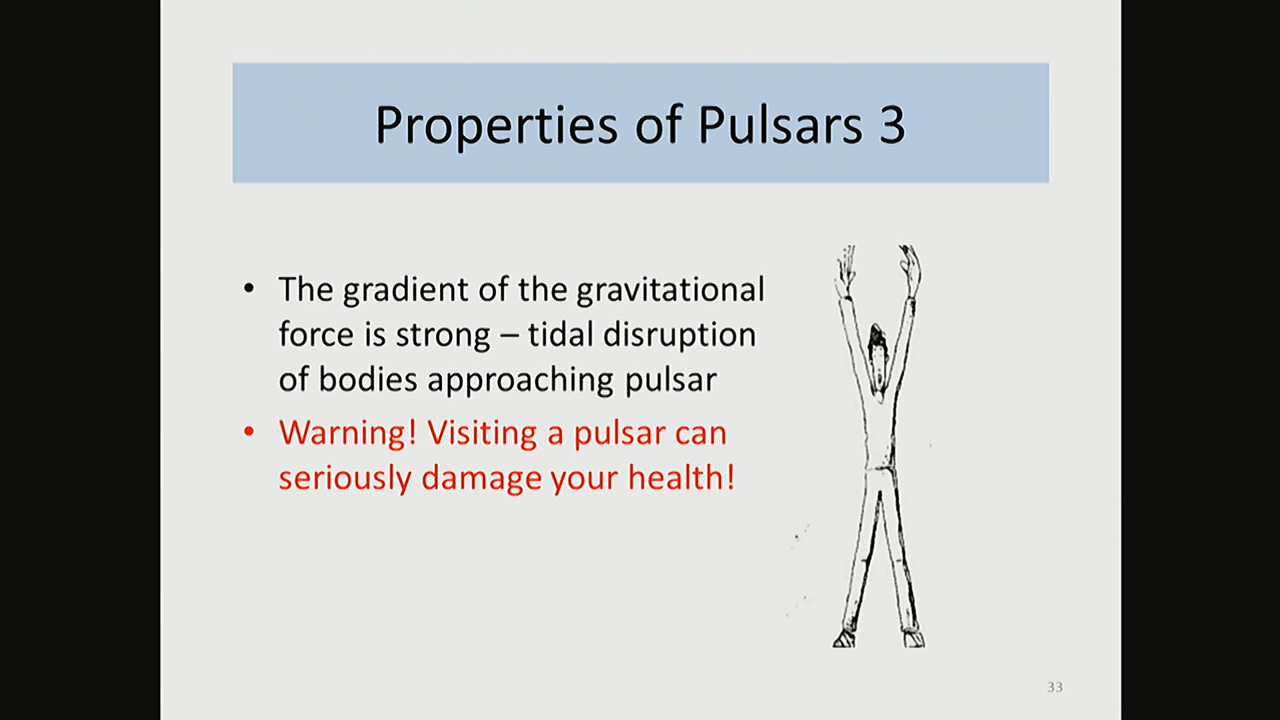 Properties of Pulsars 3
• The gradient of the gravitational
force is strong – tidal disruption
of bodies approaching pulsar
• Warning! Visiting a pulsar can
seriously damage your health!
33